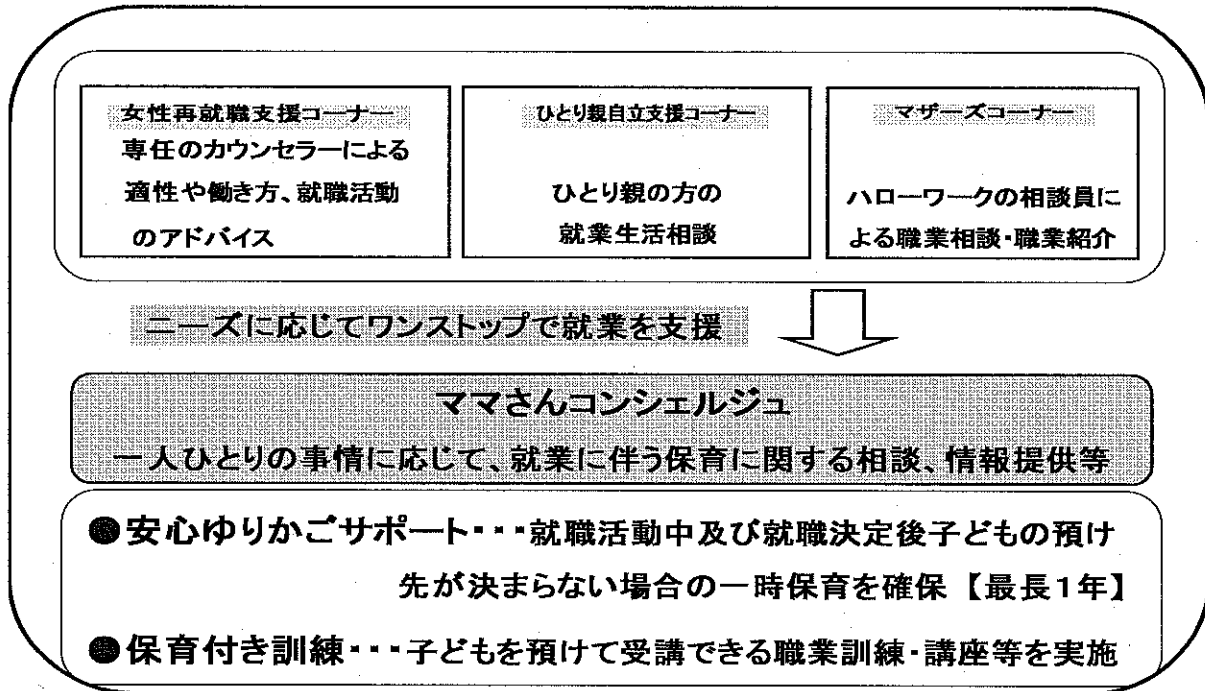 女性再就職支援コーナー
専任のカウンセラーによる
適性や働き方、就職活動
のアドバイス
ひとり親自立支援コーナー
ひとり親の方の
就業生活相談
マザーズコーナー
ハローワークの相談員に
よる職業相談・職業紹介
ニーズに応じてワンストップで就業を支援
ママさんコンシェルジュ
一人ひとりの事情に応じて、就業に伴う保育に関する相談、情報提供等
●安心ゆりかごサポート・・・就職活動中及び就職決定後子どもの預け
先が決まらない場合の一時保育を確保【最長1年】
●保育付き訓練・・・子どもを預けて受講できる職業訓練・講座等を実施